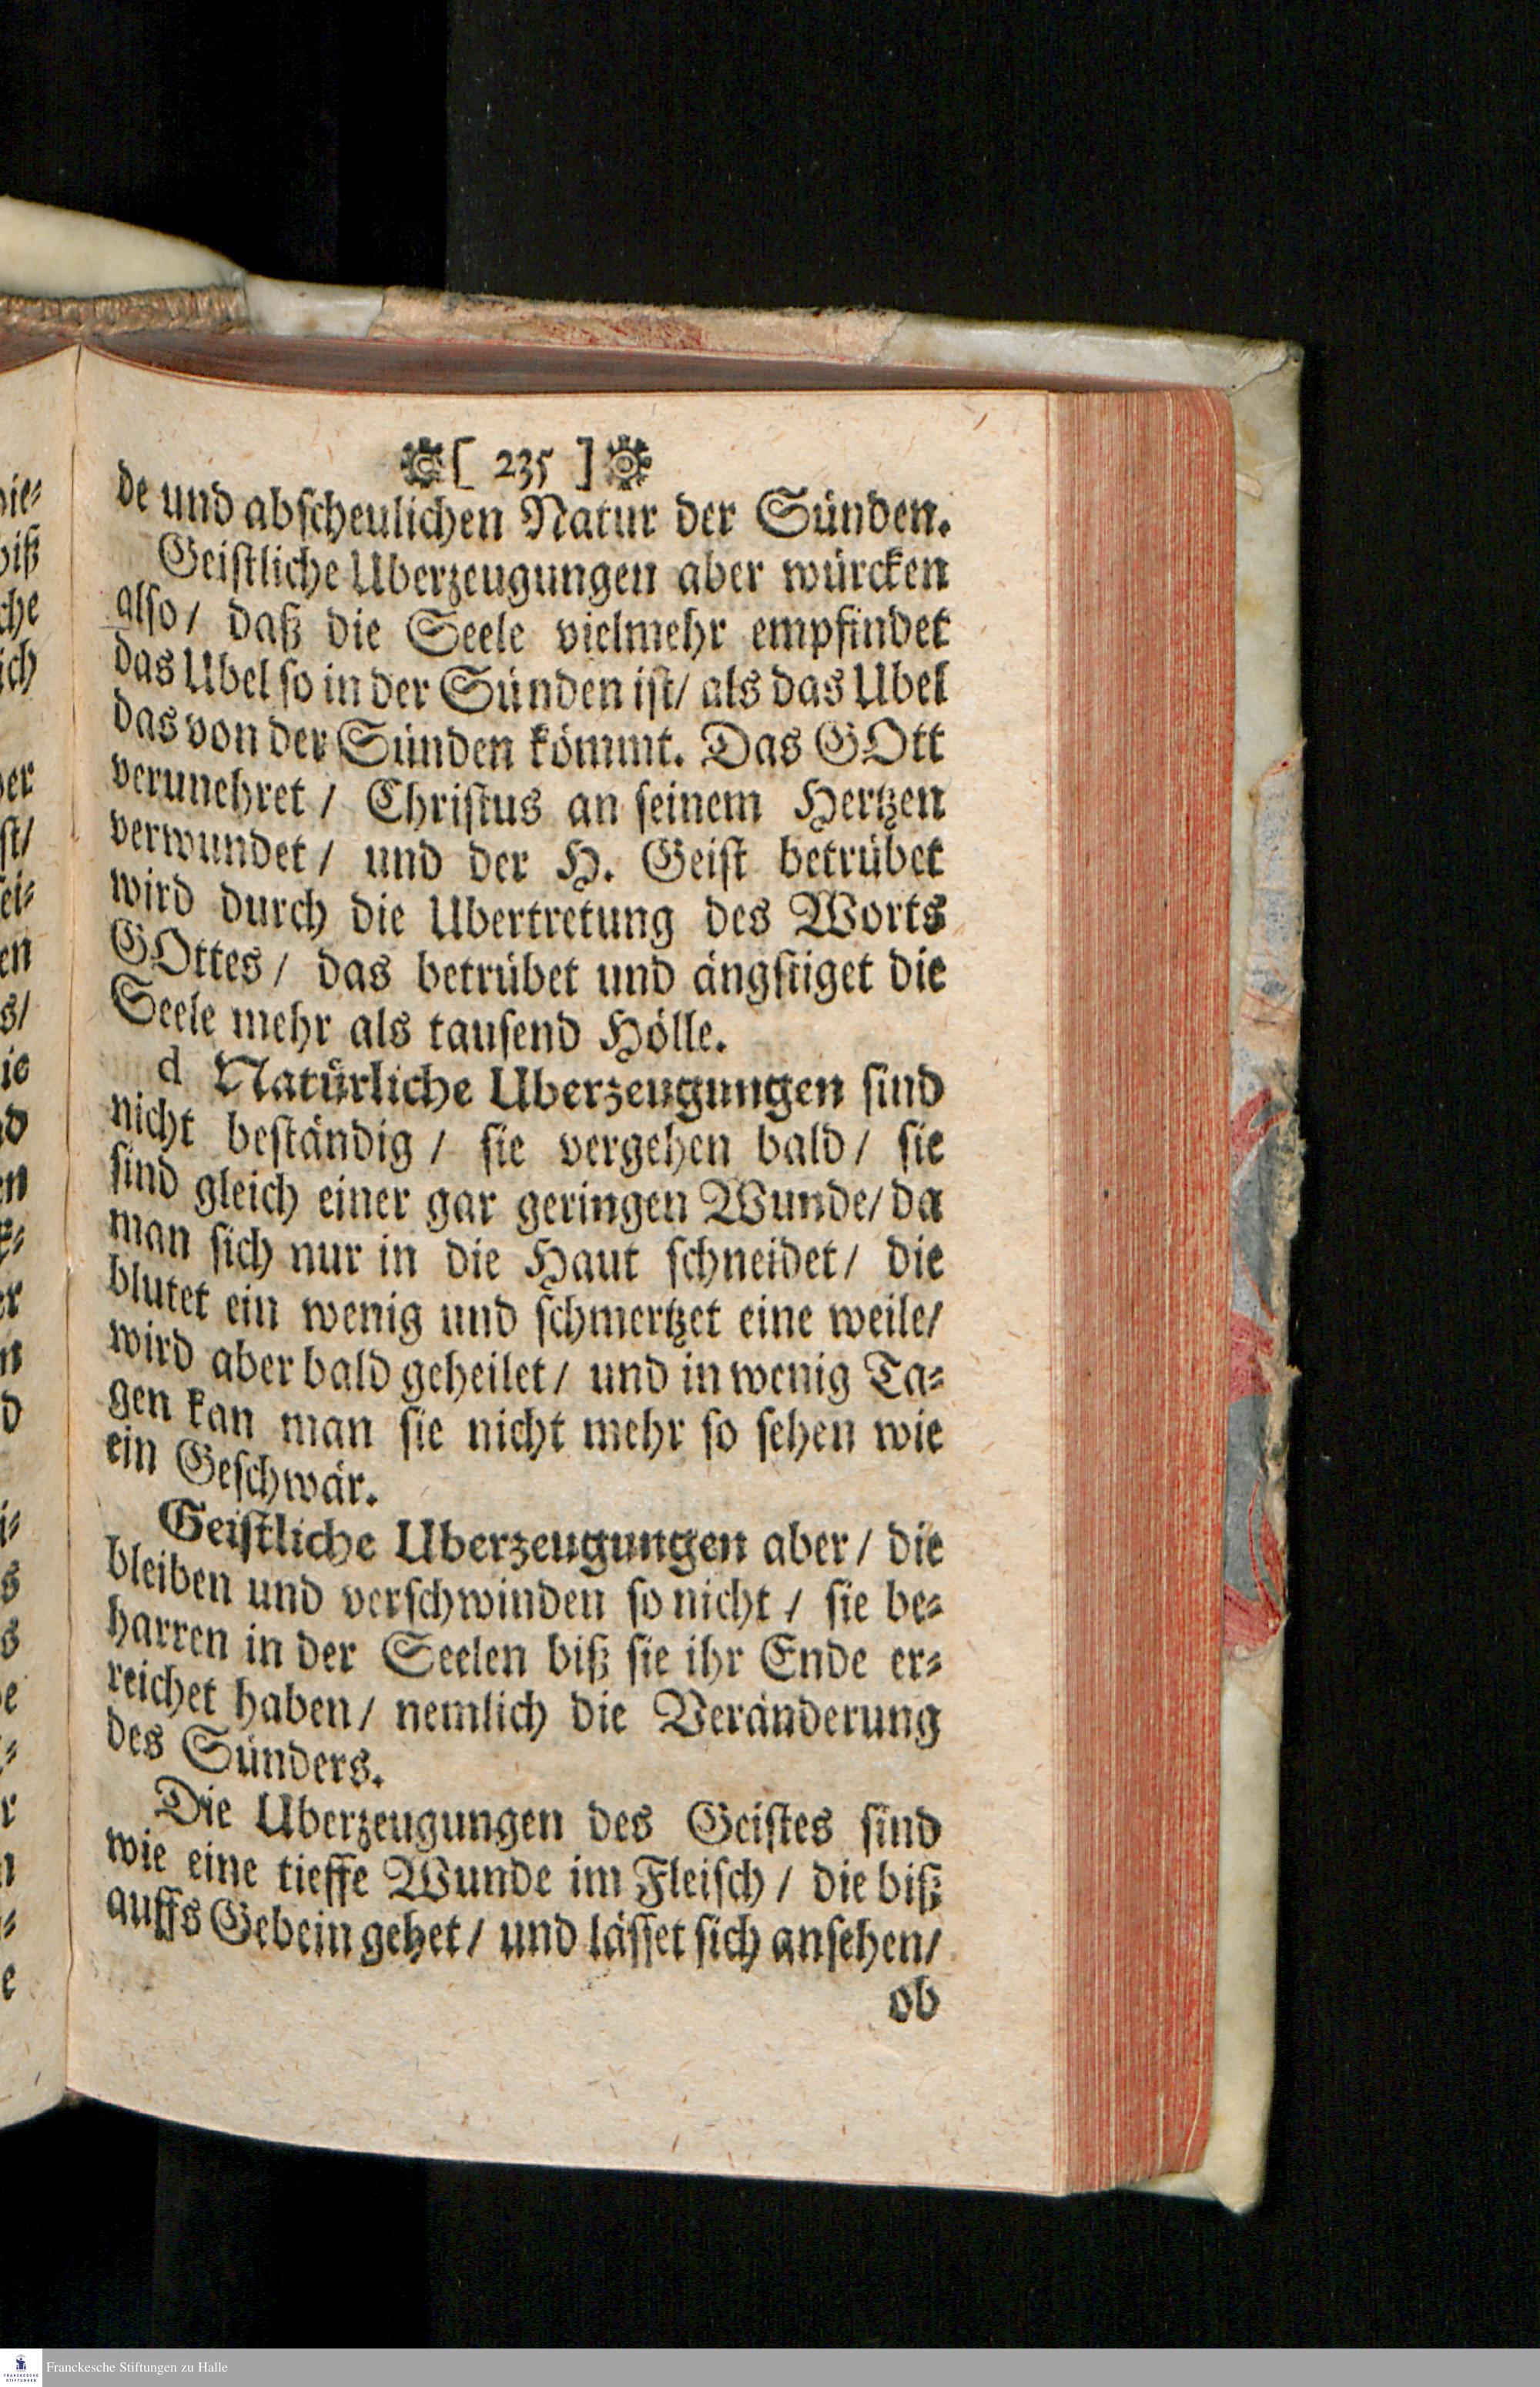 [ 235 ]
de und abscheulichen Natur der Sünden.
Geistliche Uberzeugungen aber würcken
also / daß die Seele vielmehr empfindet
das Ubel so in der Sünden ist / als das Ubel
das von der Sünden kömmt. Das GOtt
verunehret / Christus an seinem Hertzen
verwundet / und der H. Geist betrübet
wird durch die Ubertretung des Worts
GOttes / das betrübet und ängstiget die
Seele mehr als tausend Hölle.
d Natürliche Uberzeugungen sind
nicht beständig / sie vergehen bald / sie
sind gleich einer gar geringen Wunde / da
man sich nur in die Haut schneidet / die
blutet ein wenig und schmertzet eine weile /
wird aber bald geheilet / und in wenig Ta-
gen kan man sie nicht mehr so sehen wie
ein Geschwär.
Geistliche Uberzeugungen aber / die
bleiben und verschwinden so nicht / sie be-
harren in der Seelen biß sie ihr Ende er-
reichet haben / nemlich die Veränderung
des Sünders.
Die Uberzeugungen des Geistes sind
wie eine tieffe Wunde im Fleisch / die biß
auffs Gebein gehet / und lässet sich ansehen /
ob
Franckesche Stiftungen zu Halle